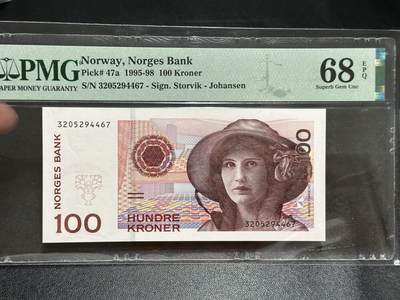 PMG
PAPER MONEY GUARANTY
Norway, Norges Bank
Pick# 47a 1995-98 100 Kroner
S/N 3205294467 - Sign. Storvik - Johansen
68 EPQ
Superb Gem Unc
3205294467
NORGES BANK
100
100
HUNDRE
KRONER
3205294467